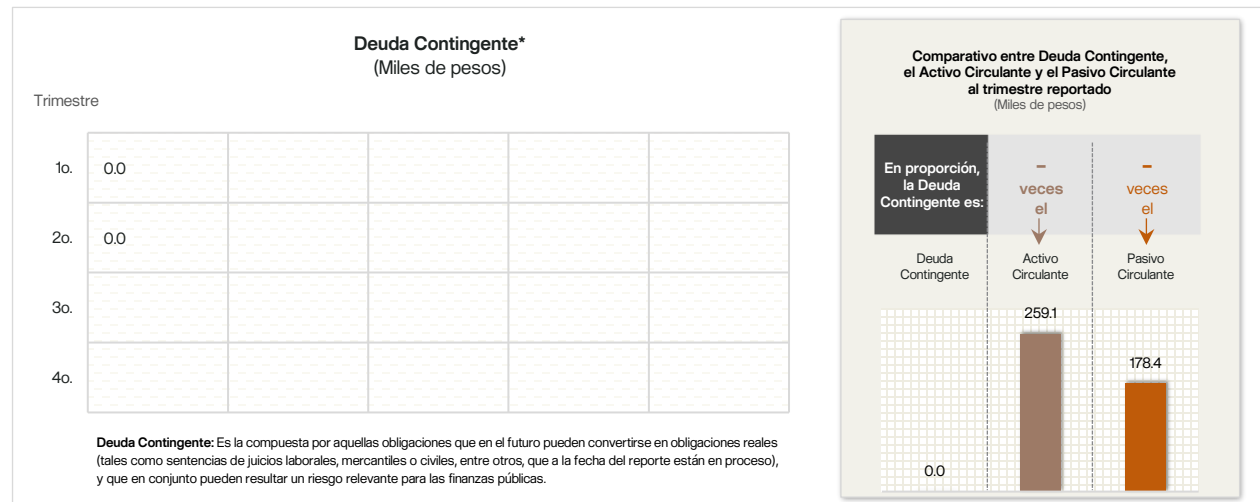 Deuda Contingente*
(Miles de pesos)
Trimestre
1o. 0.0
2o. 0.0
3o.
4o.
Deuda Contingente: Es la compuesta por aquellas obligaciones que en el futuro pueden convertirse en obligaciones reales
(tales como sentencias de juicios laborales, mercantiles o civiles, entre otros, que a la fecha del reporte están en proceso),
y que en conjunto pueden resultar un riesgo relevante para las finanzas públicas.
Comparativo entre Deuda Contingente,
el Activo Circulante y el Pasivo Circulante
al trimestre reportado
(Miles de pesos)
En proporción,
la Deuda
Contingente es:
–
veces
el
–
veces
el
Deuda
Contingente
Activo
Circulante
Pasivo
Circulante
0.0
259.1
178.4